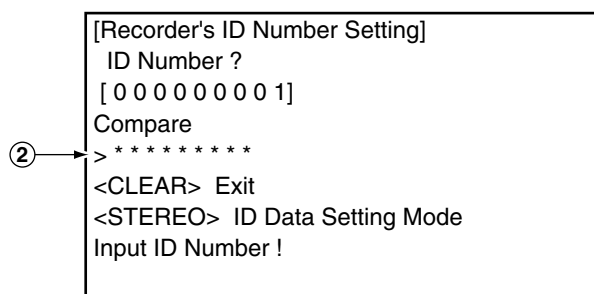 [Recorder's ID Number Setting]
ID Number ?
[ 0 0 0 0 0 0 0 0 1]
Compare
② > * * * * * * * * *
<CLEAR> Exit
<STEREO> ID Data Setting Mode
Input ID Number !